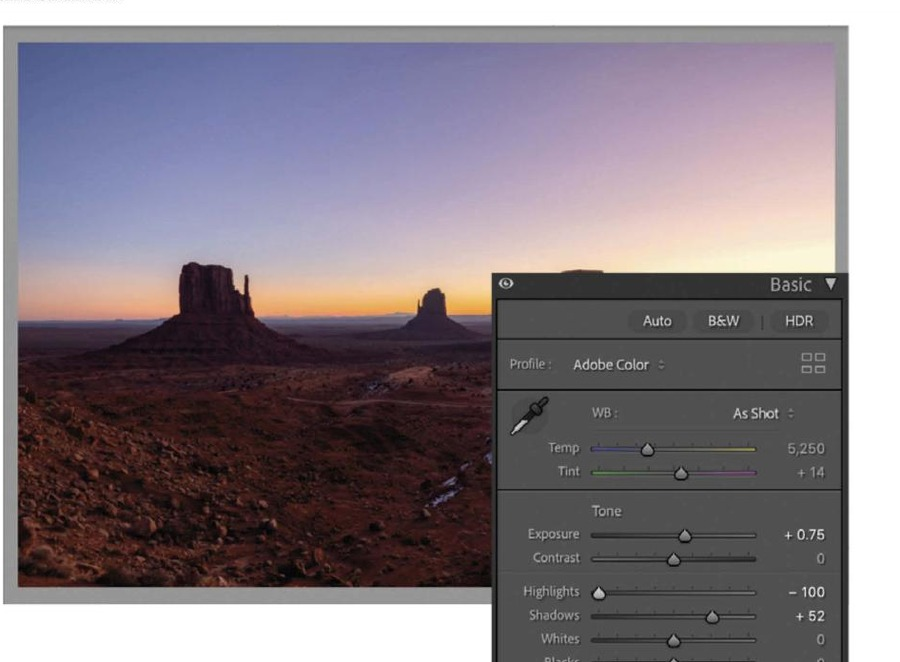 Basic
Auto B&W | HDR
Profile : Adobe Color
WB : As Shot
Temp 5,250
Tint + 14
Tone
Exposure + 0.75
Contrast 0
Highlights – 100
Shadows + 52
Whites 0